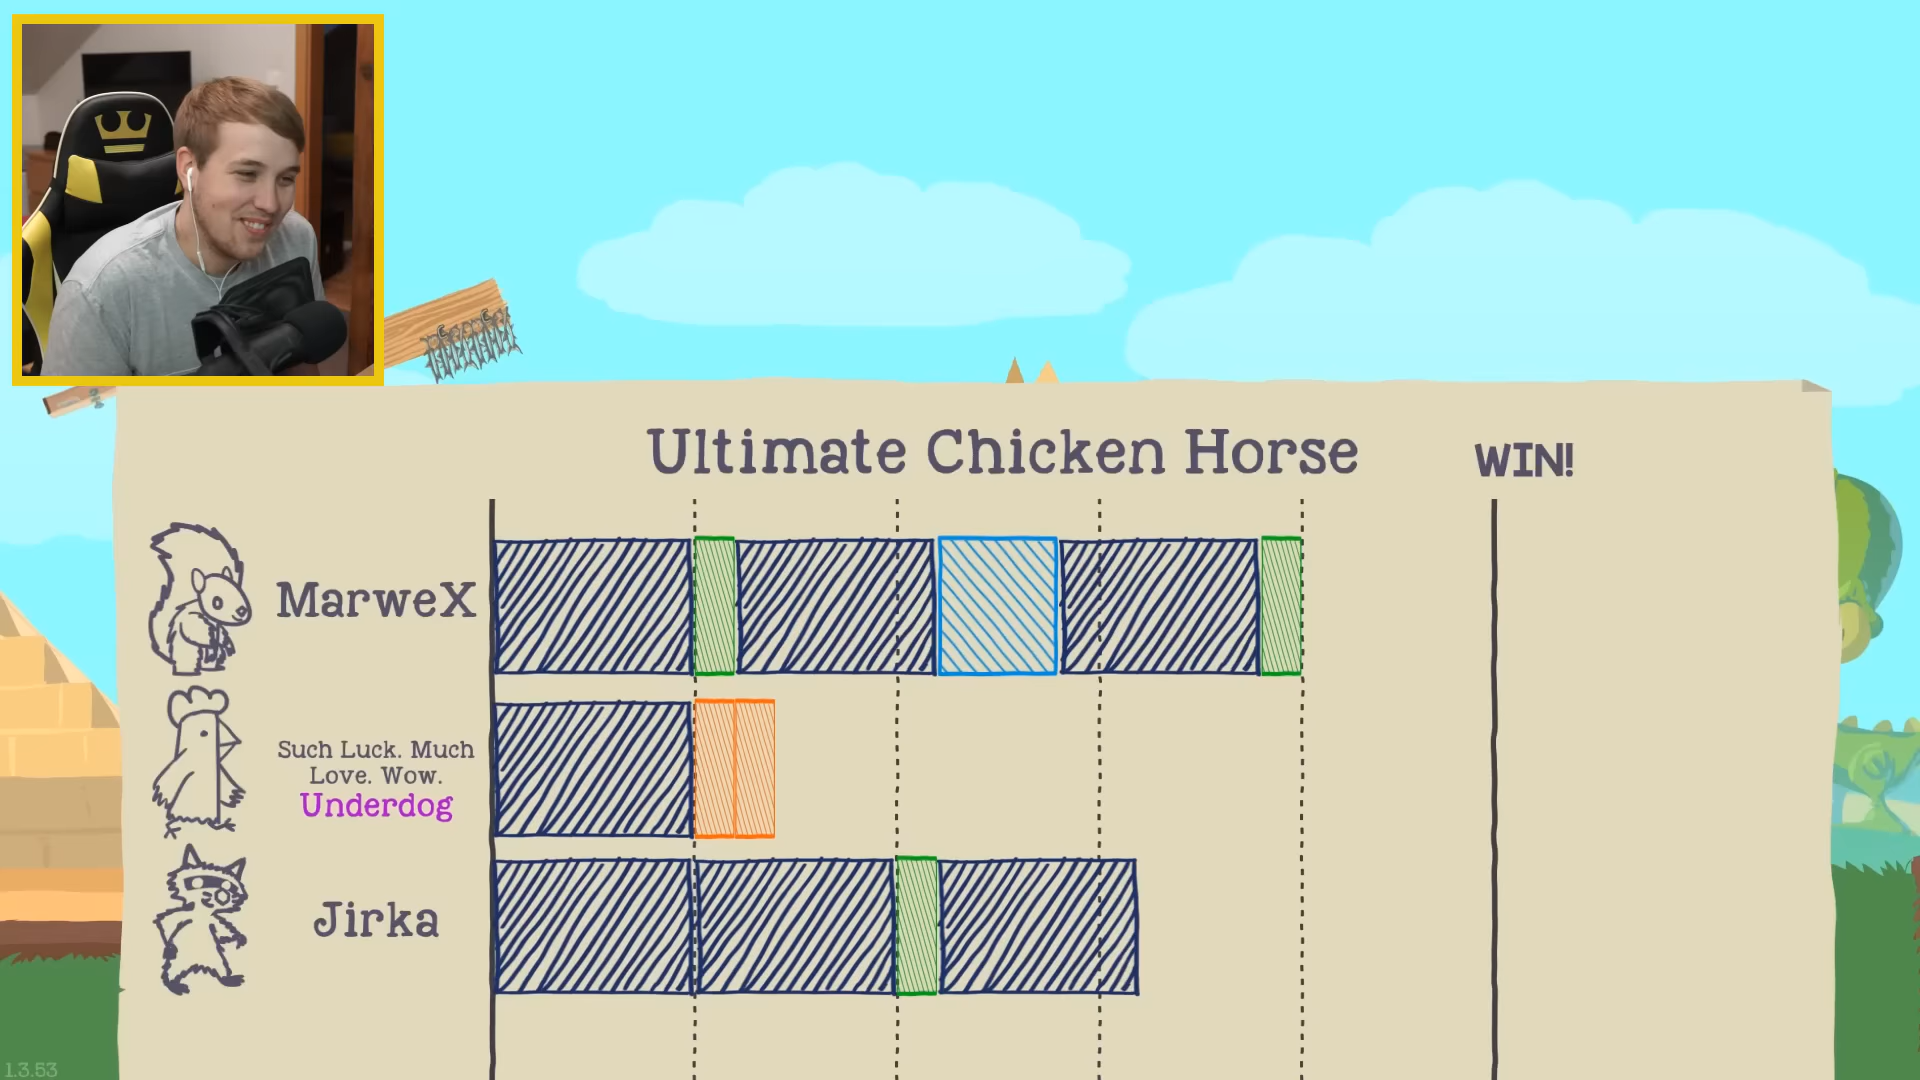 Ultimate Chicken Horse
WIN!
MarweX
Such Luck. Much
Love. Wow.
Underdog
Jirka
1.3.53